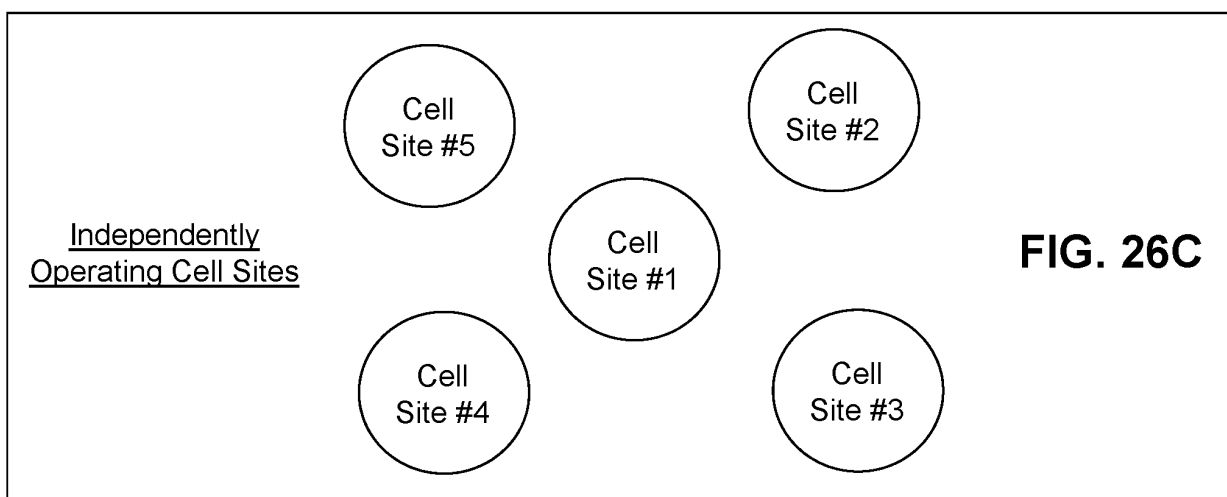 Cell
Site #5
Cell
Site #2
Independently
Operating Cell Sites
Cell
Site #1
FIG. 26C
Cell
Site #4
Cell
Site #3